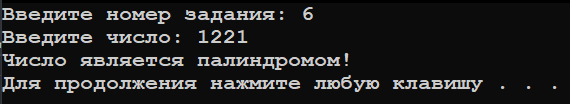 Введите номер задания: 6
Введите число: 1221
Число является палиндромом!
Для продолжения нажмите любую клавишу . . .